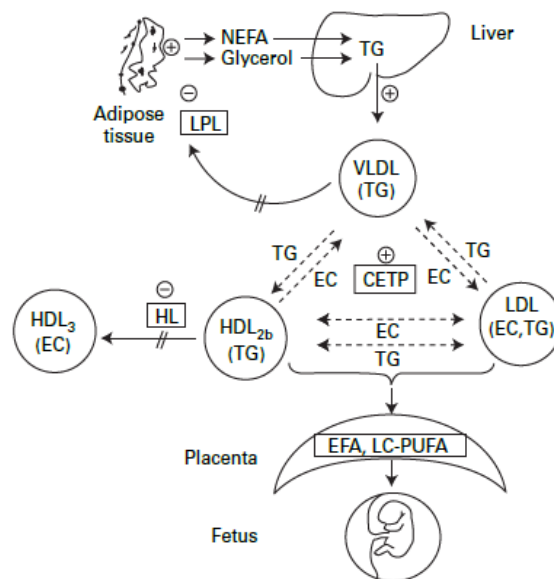 NEFA
Glycerol
TG
Liver
+
+
−
Adipose
tissue
LPL
VLDL
(TG)
TG
EC
+
CETP
TG
EC
−
HL
HDL₃
(EC)
HDL₂b
(TG)
EC
TG
LDL
(EC,TG)
Placenta
EFA, LC-PUFA
Fetus